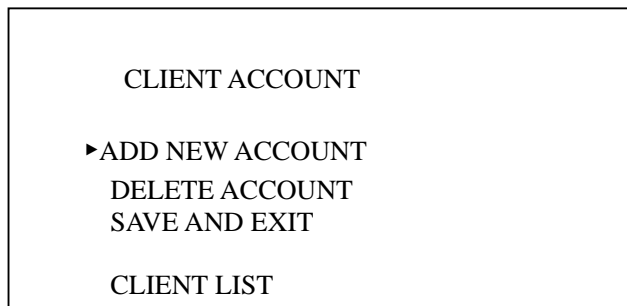 CLIENT ACCOUNT
▶ADD NEW ACCOUNT
DELETE ACCOUNT
SAVE AND EXIT
CLIENT LIST